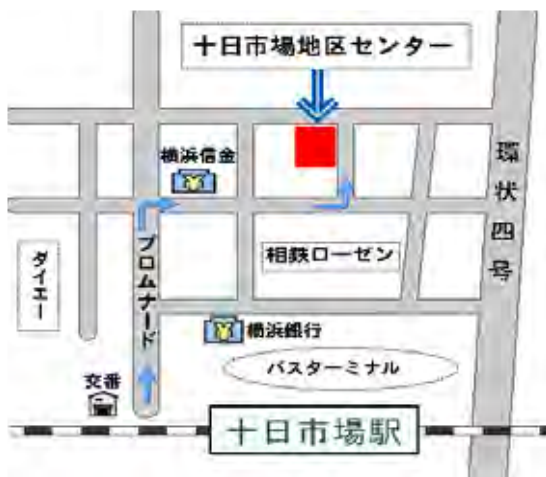 十日市場地区センター
横浜信金
環状四号
プロムナード
相鉄ローゼン
ダイエー
横浜銀行
バスターミナル
交番
十日市場駅